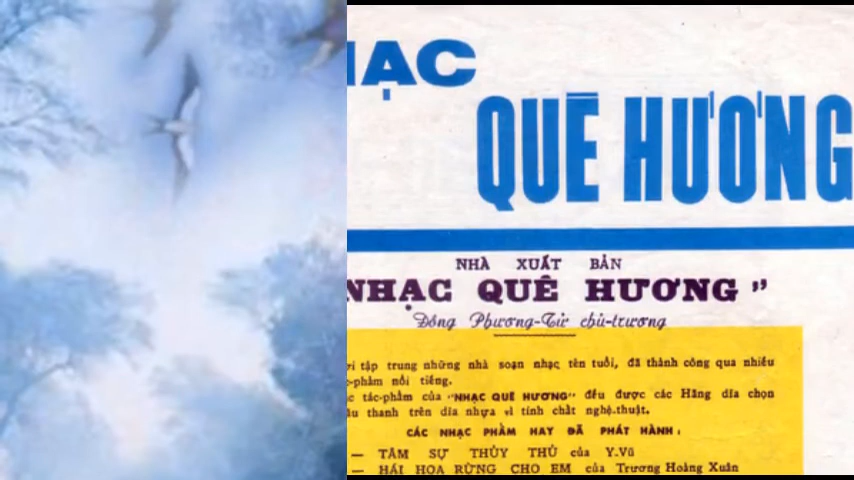 NHẠC
QUÊ HƯƠNG
NHÀ XUẤT BẢN
NHẠC QUÊ HƯƠNG"
Đông Phương-Tử chủ-trương
tập trung những nhà soạn nhạc tên tuổi, đã thành công qua nhiều
-phẩm nổi tiếng.
tác-phẩm của "NHẠC QUÊ HƯƠNG" đều được các Hãng dĩa chọn
thanh trên dĩa nhựa vì tính chất nghệ-thuật.
CÁC NHẠC PHẨM HAY ĐÃ PHÁT HÀNH :
— TÂM SỰ THỦY THỦ của Y.Vũ
— HÁI HOA RỪNG CHO EM của Trương Hoàng Xuân